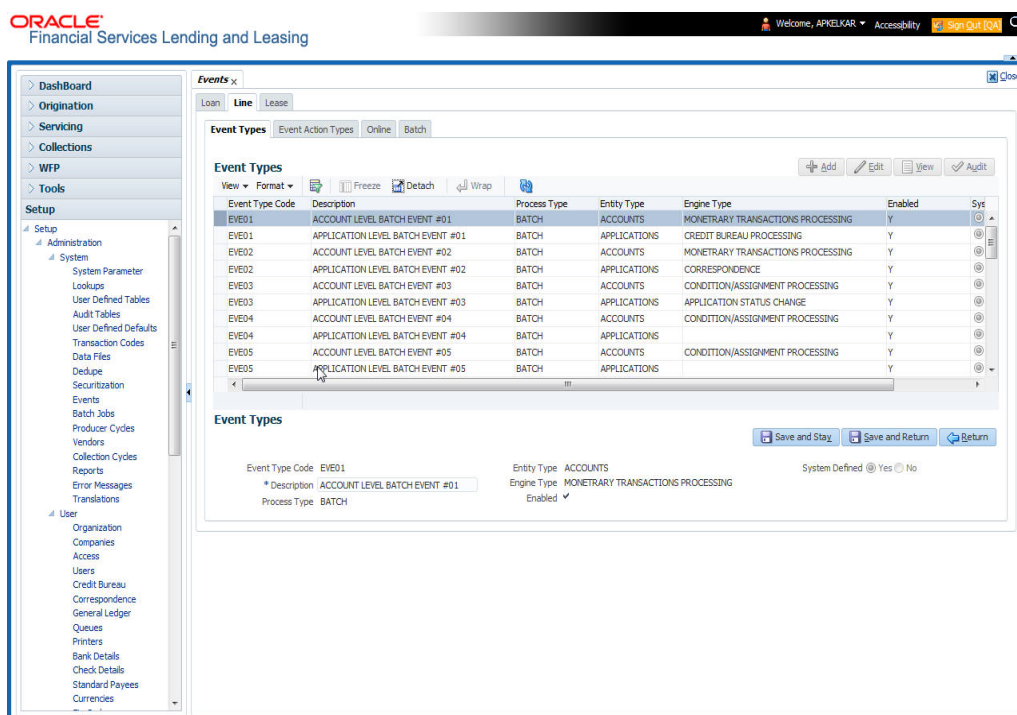 ORACLE
Financial Services Lending and Leasing
Welcome, APKELKAR
Accessibility
Sign Out [QA]
DashBoard
Origination
Servicing
Collections
WFP
Tools
Setup
Setup
Administration
System
System Parameter
Lookups
User Defined Tables
Audit Tables
User Defined Defaults
Transaction Codes
Data Files
Dedupe
Securitization
Events
Batch Jobs
Producer Cycles
Vendors
Collection Cycles
Reports
Error Messages
Translations
User
Organization
Companies
Access
Users
Credit Bureau
Correspondence
General Ledger
Queues
Printers
Bank Details
Check Details
Standard Payees
Currencies
Events
Close
Loan Line Lease
Event Types Event Action Types Online Batch
Event Types
Add Edit View Audit
View Format Freeze Detach Wrap
Event Type Code Description Process Type Entity Type Engine Type Enabled Sys
EVE01 ACCOUNT LEVEL BATCH EVENT #01 BATCH ACCOUNTS MONETRARY TRANSACTIONS PROCESSING Y
EVE01 APPLICATION LEVEL BATCH EVENT #01 BATCH APPLICATIONS CREDIT BUREAU PROCESSING Y
EVE02 ACCOUNT LEVEL BATCH EVENT #02 BATCH ACCOUNTS MONETRARY TRANSACTIONS PROCESSING Y
EVE02 APPLICATION LEVEL BATCH EVENT #02 BATCH APPLICATIONS CORRESPONDENCE Y
EVE03 ACCOUNT LEVEL BATCH EVENT #03 BATCH ACCOUNTS CONDITION/ASSIGNMENT PROCESSING Y
EVE03 APPLICATION LEVEL BATCH EVENT #03 BATCH APPLICATIONS APPLICATION STATUS CHANGE Y
EVE04 ACCOUNT LEVEL BATCH EVENT #04 BATCH ACCOUNTS CONDITION/ASSIGNMENT PROCESSING Y
EVE04 APPLICATION LEVEL BATCH EVENT #04 BATCH APPLICATIONS Y
EVE05 ACCOUNT LEVEL BATCH EVENT #05 BATCH ACCOUNTS CONDITION/ASSIGNMENT PROCESSING Y
EVE05 APPLICATION LEVEL BATCH EVENT #05 BATCH APPLICATIONS Y
Event Types
Save and Stay Save and Return Return
Event Type Code EVE01
* Description ACCOUNT LEVEL BATCH EVENT #01
Process Type BATCH
Entity Type ACCOUNTS
Engine Type MONETRARY TRANSACTIONS PROCESSING
Enabled
System Defined Yes No